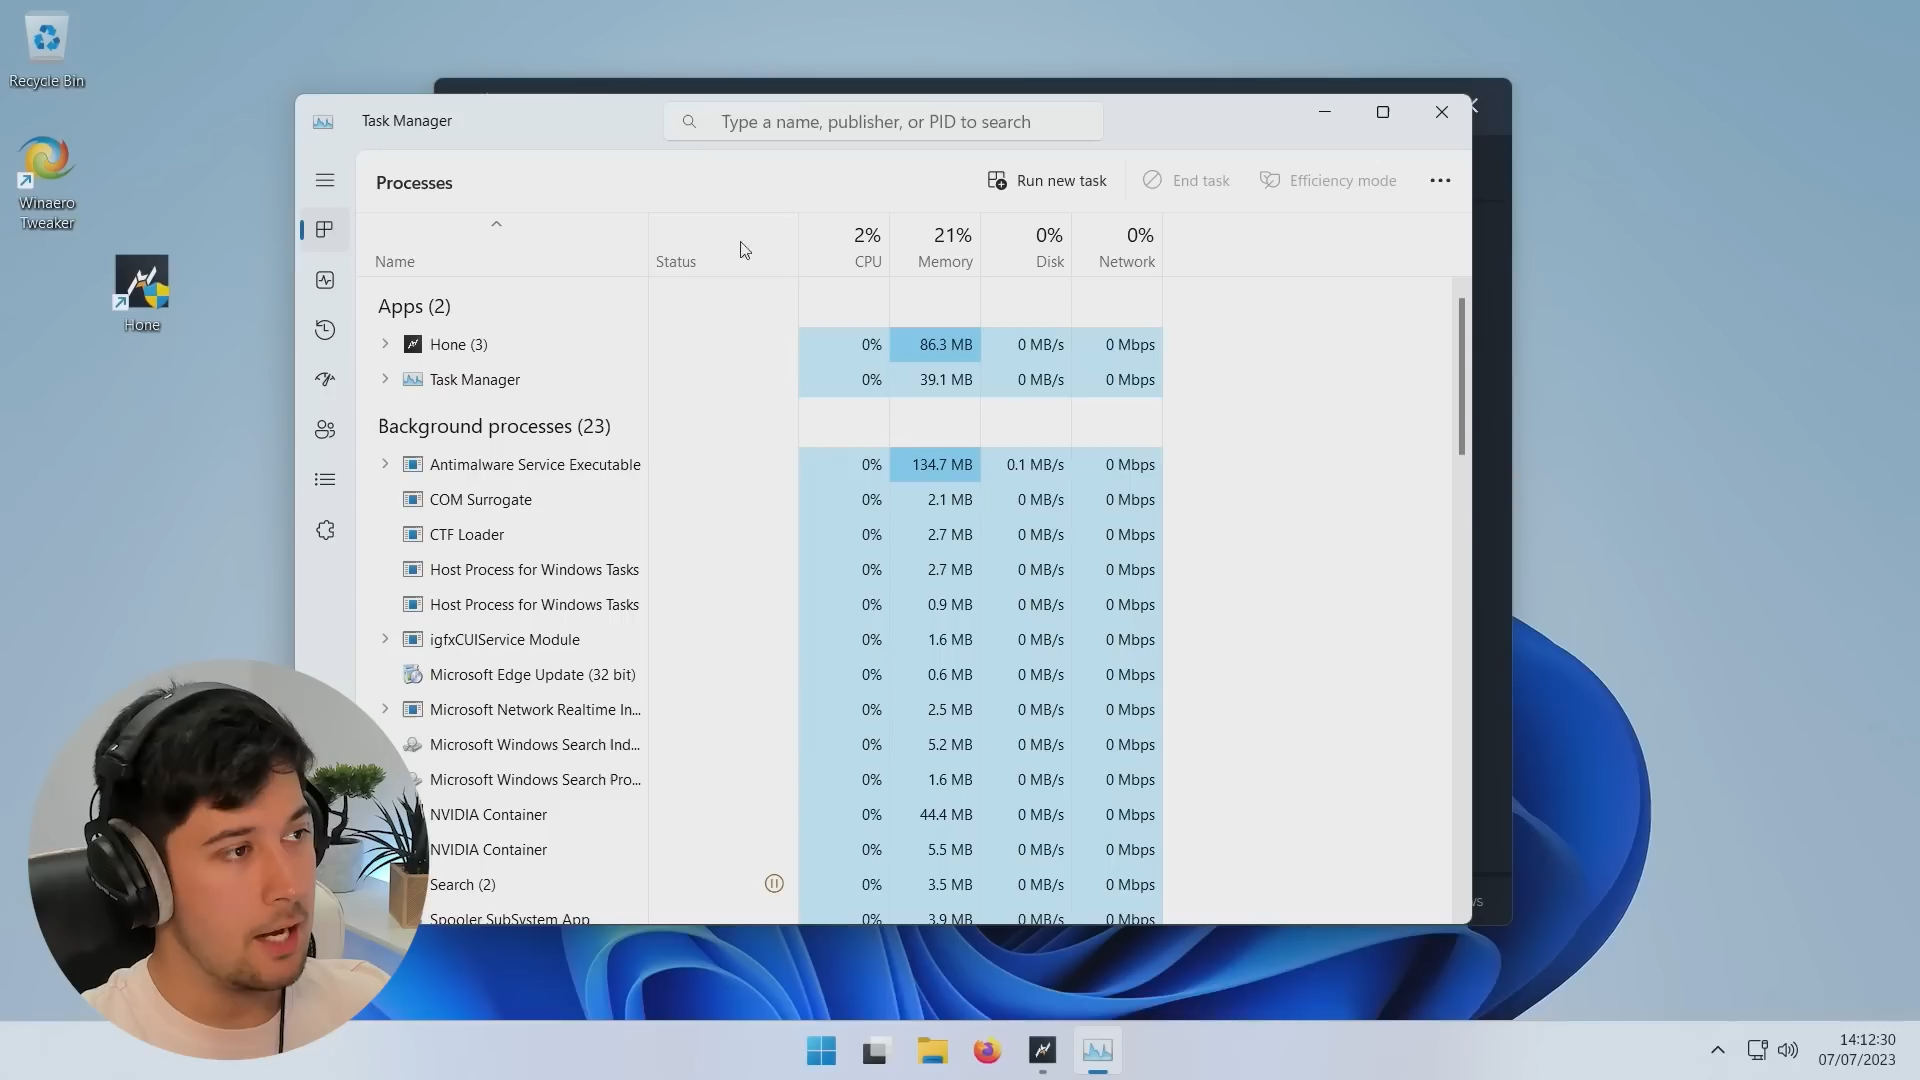 Recycle Bin
Winaero
Tweaker
Hone
Task Manager
Type a name, publisher, or PID to search
Processes
Run new task
End task
Efficiency mode
Name
Status
2%
CPU
21%
Memory
0%
Disk
0%
Network
Apps (2)
Hone (3) 0% 86.3 MB 0 MB/s 0 Mbps
Task Manager 0% 39.1 MB 0 MB/s 0 Mbps
Background processes (23)
Antimalware Service Executable 0% 134.7 MB 0.1 MB/s 0 Mbps
COM Surrogate 0% 2.1 MB 0 MB/s 0 Mbps
CTF Loader 0% 2.7 MB 0 MB/s 0 Mbps
Host Process for Windows Tasks 0% 2.7 MB 0 MB/s 0 Mbps
Host Process for Windows Tasks 0% 0.9 MB 0 MB/s 0 Mbps
igfxCUIService Module 0% 1.6 MB 0 MB/s 0 Mbps
Microsoft Edge Update (32 bit) 0% 0.6 MB 0 MB/s 0 Mbps
Microsoft Network Realtime In... 0% 2.5 MB 0 MB/s 0 Mbps
Microsoft Windows Search Ind... 0% 5.2 MB 0 MB/s 0 Mbps
Microsoft Windows Search Pro... 0% 1.6 MB 0 MB/s 0 Mbps
NVIDIA Container 0% 44.4 MB 0 MB/s 0 Mbps
NVIDIA Container 0% 5.5 MB 0 MB/s 0 Mbps
Search (2) 0% 3.5 MB 0 MB/s 0 Mbps
Spooler SubSystem App 0% 3.9 MB 0 MB/s 0 Mbps
14:12:30
07/07/2023